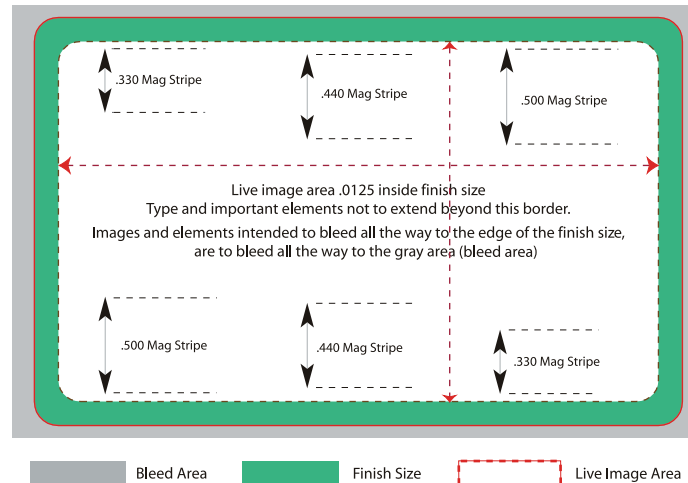 .330 Mag Stripe
.440 Mag Stripe
.500 Mag Stripe
Live image area .0125 inside finish size
Type and important elements not to extend beyond this border.
Images and elements intended to bleed all the way to the edge of the finish size,
are to bleed all the way to the gray area (bleed area)
.500 Mag Stripe
.440 Mag Stripe
.330 Mag Stripe
Bleed Area
Finish Size
Live Image Area